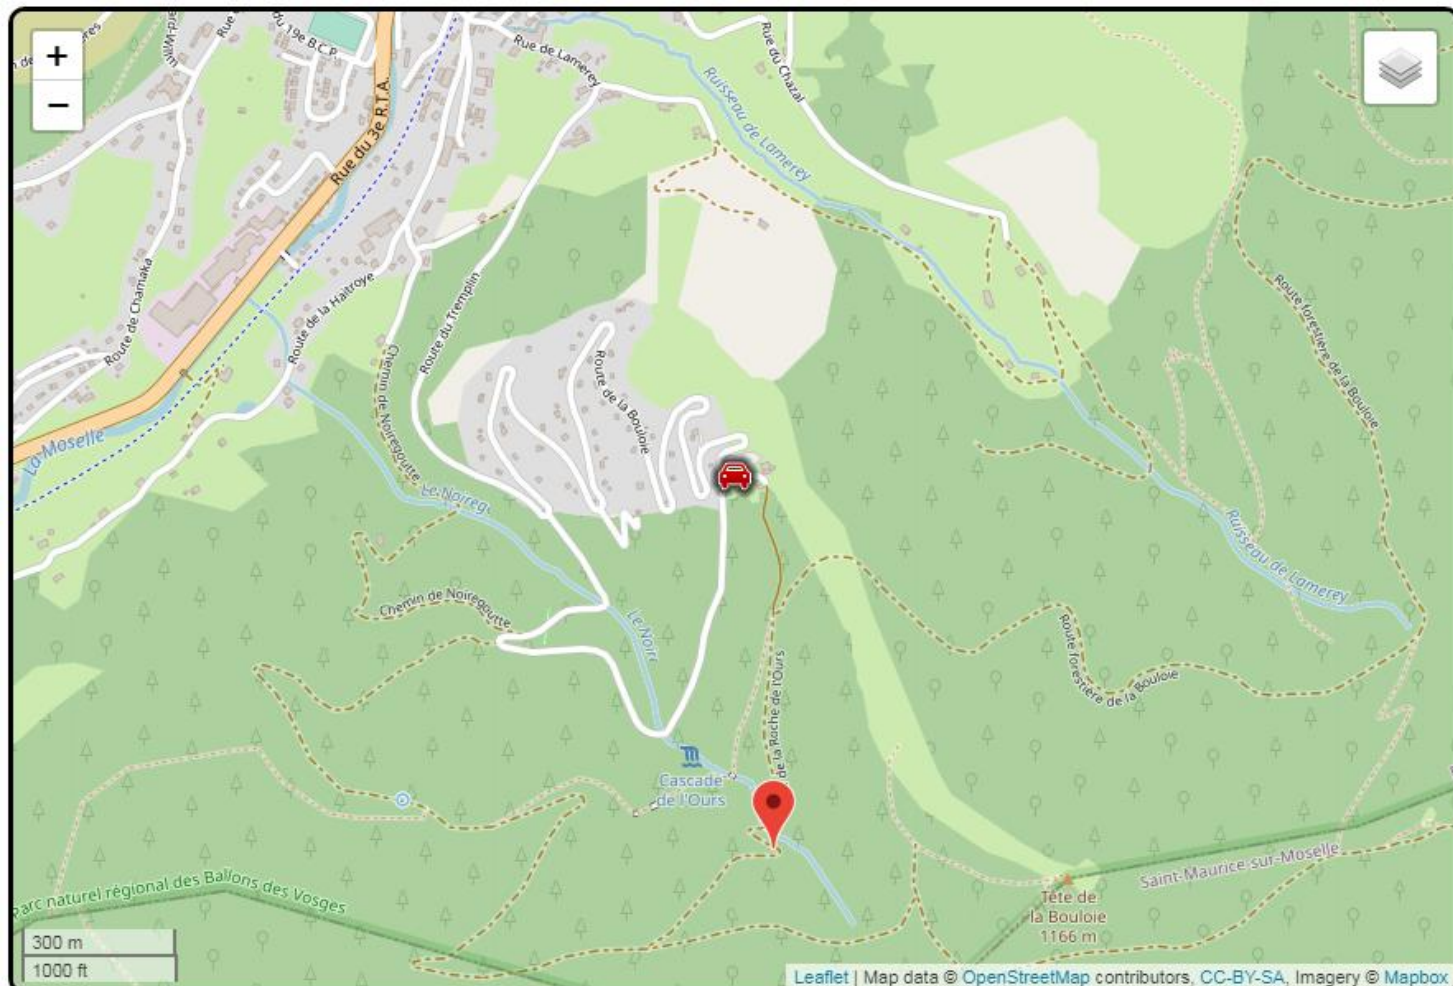 +
−
du 19e B.C.P.
Rue du 3e R.T.A.
Rue de Lamerey
Rue du Chazal
Ruisseau de Lamerey
Route de Chamaka
Route de la Haitroye
Chemin de Noiregoutte
Route du Tremplin
Route de la Bouloie
Route forestière de la Bouloie
La Moselle
Le Noireg
Chemin de Noiregoutte
Le Noir
Ruisseau de Lamerey
Route forestière de la Bouloie
de la Roche de l'Ours
Cascade
de l'Ours
Parc naturel régional des Ballons des Vosges
Saint-Maurice-sur-Moselle
Tête de
la Bouloie
1166 m
300 m
1000 ft
Leaflet | Map data © OpenStreetMap contributors, CC-BY-SA, Imagery © Mapbox